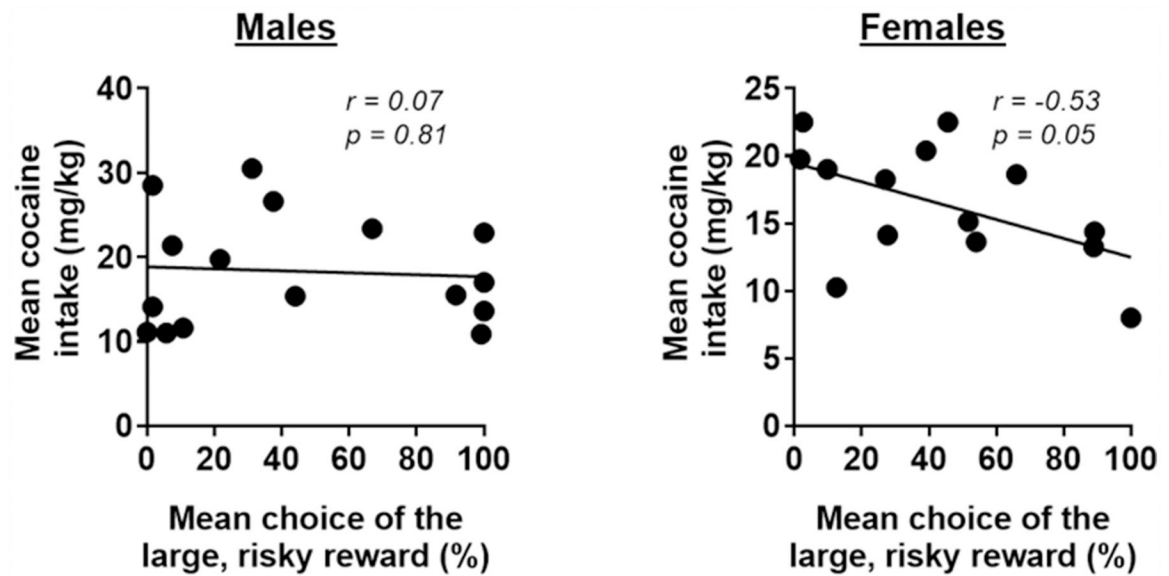 Males
r = 0.07
p = 0.81
40
30
20
10
0
Mean cocaine
intake (mg/kg)
0 20 40 60 80 100
Mean choice of the
large, risky reward (%)
Females
r = -0.53
p = 0.05
25
20
15
10
5
0
Mean cocaine
intake (mg/kg)
0 20 40 60 80 100
Mean choice of the
large, risky reward (%)